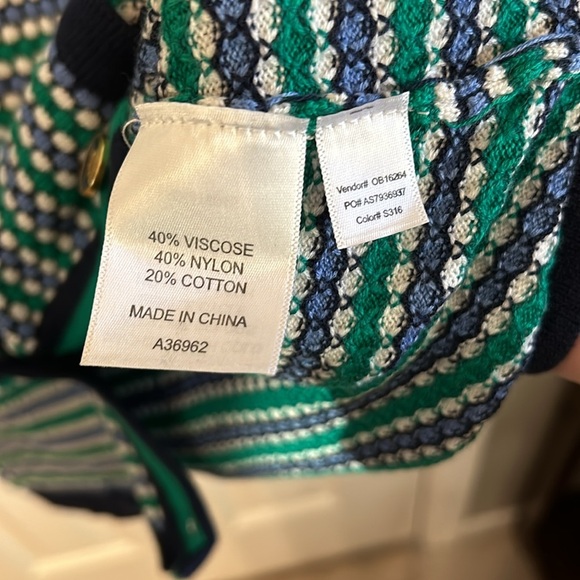 40% VISCOSE
40% NYLON
20% COTTON
MADE IN CHINA
A36962
Vendor# OB16264
PO# AS7936937
Color# S316